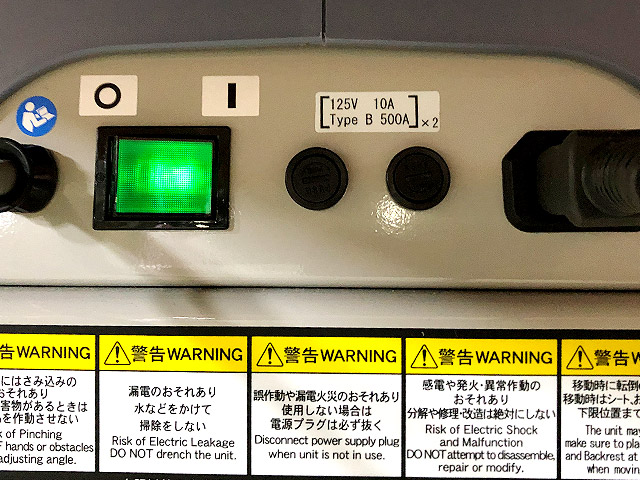 O
I
[125V 10A
Type B 500A]×2
告WARNING
にはさみ込みの
おそれあり
害物があるときは
を作動させない
k of Pinching
F hands or obstacles
adjusting angle.
警告WARNING
漏電のおそれあり
水などをかけて
掃除をしない
Risk of Electric Leakage
DO NOT drench the unit.
警告WARNING
誤作動や漏電火災のおそれあり
使用しない場合は
電源プラグは必ず抜く
Disconnect power supply plug
when unit is not in use.
警告WARNING
感電や発火・異常作動の
おそれあり
分解や修理・改造は絶対にしない
Risk of Electric Shock
and Malfunction
DO NOT attempt to disassemble,
repair or modify.
警告WARN
移動時に転倒
移動時はシート、
下限位置まで
The unit may
make sure to pla
and Backrest at
when movin